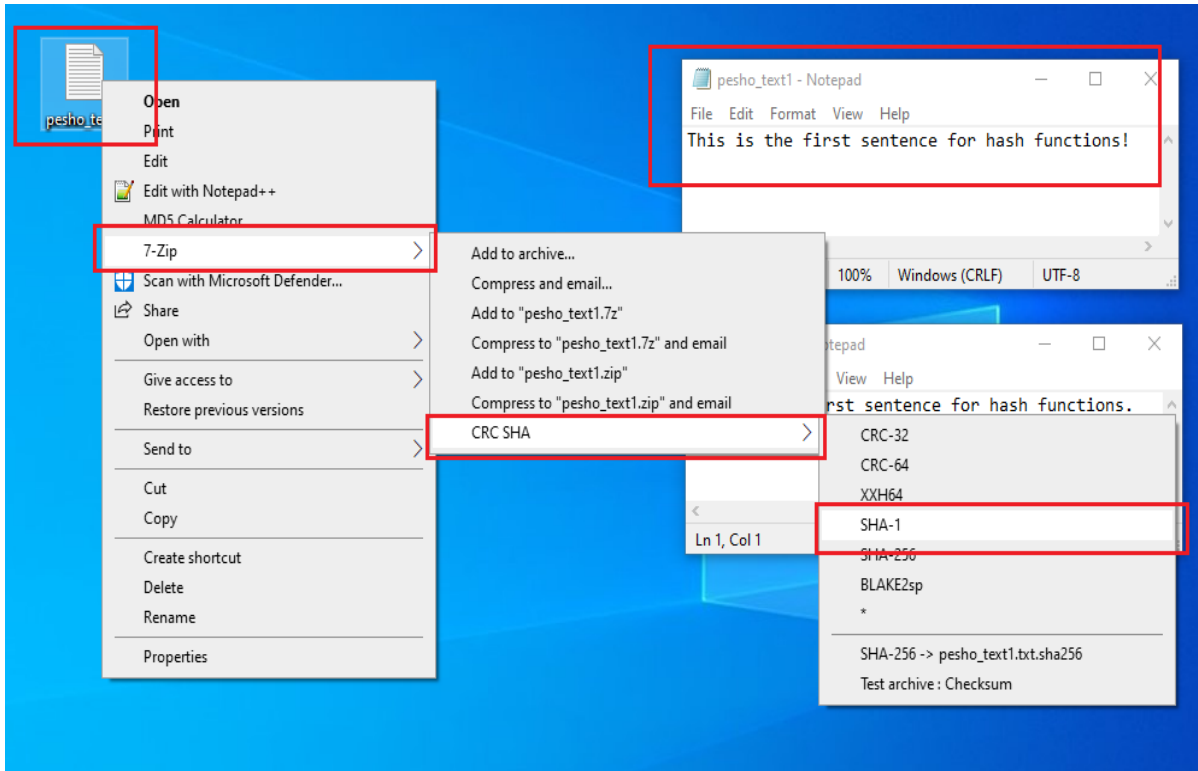 pesho_te
Open
Print
Edit
Edit with Notepad++
MD5 Calculator
7-Zip
Scan with Microsoft Defender...
Share
Open with
Give access to
Restore previous versions
Send to
Cut
Copy
Create shortcut
Delete
Rename
Properties
Add to archive...
Compress and email...
Add to "pesho_text1.7z"
Compress to "pesho_text1.7z" and email
Add to "pesho_text1.zip"
Compress to "pesho_text1.zip" and email
CRC SHA
pesho_text1 - Notepad
File Edit Format View Help
This is the first sentence for hash functions!
100% Windows (CRLF) UTF-8
tepad
View Help
rst sentence for hash functions.
Ln 1, Col 1
CRC-32
CRC-64
XXH64
SHA-1
SHA-256
BLAKE2sp
*
SHA-256 -> pesho_text1.txt.sha256
Test archive : Checksum